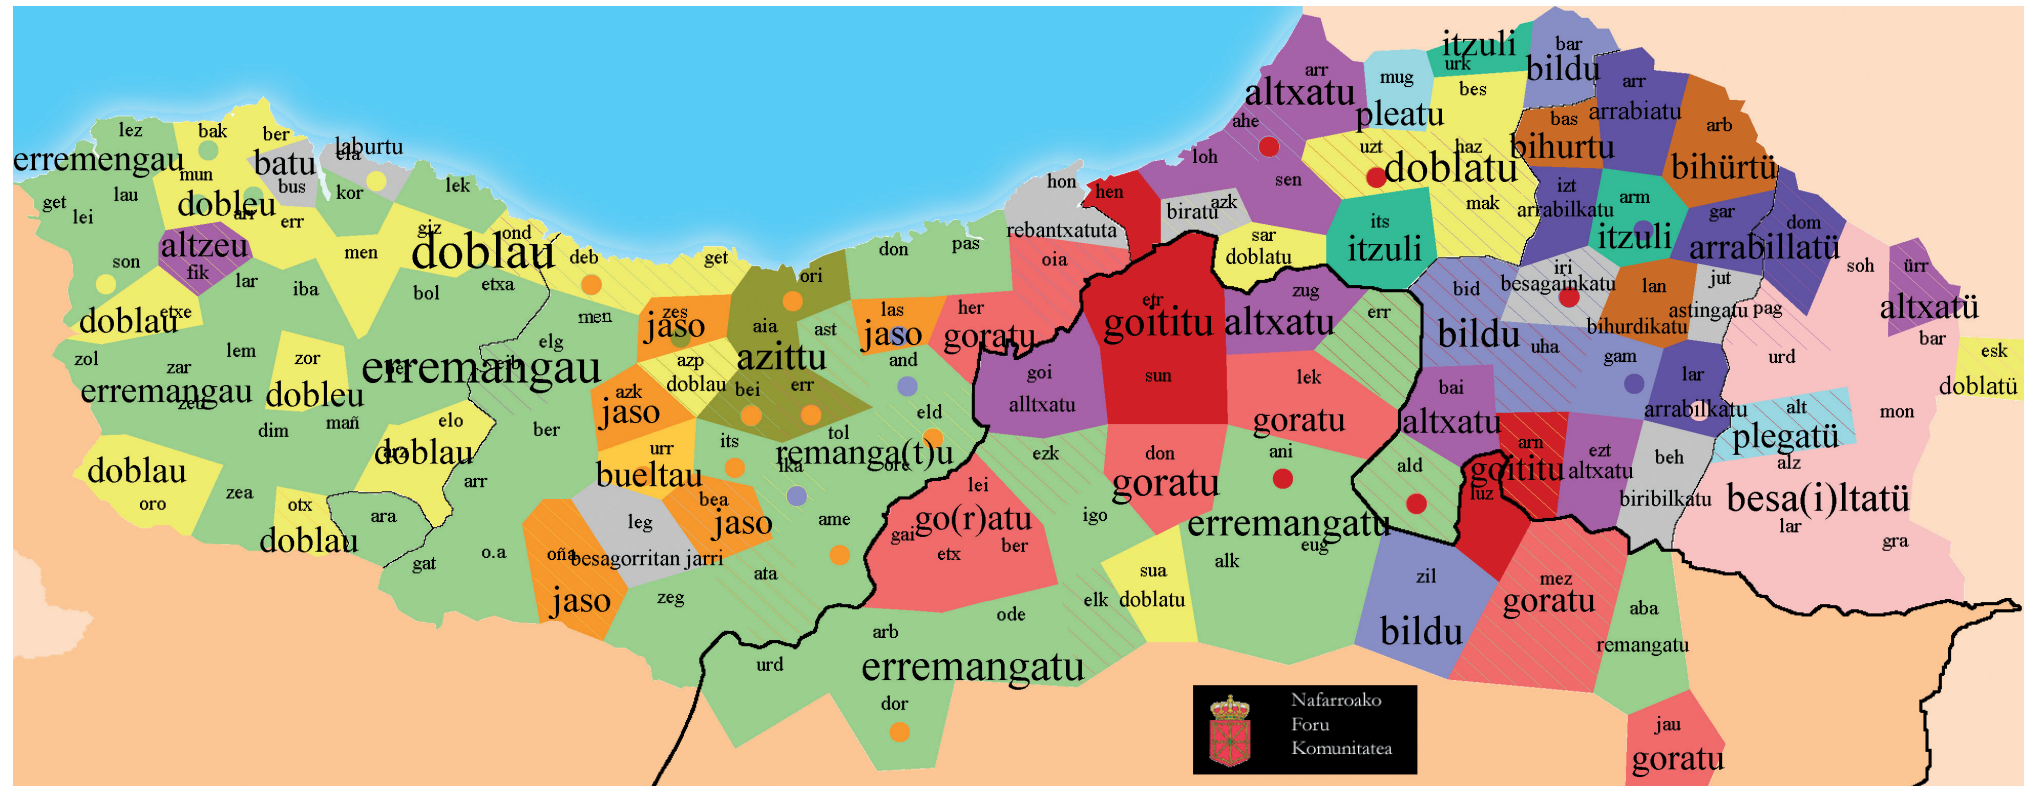 itzuli
bar
urk
bildu
arr
mug
bes
arr
altxatu
pleatu
arrabiatu
arb
lez
bak
ber
ahe
bas
laburtu
ela
uzt
haz
bihurtu
erremengau
batu
loh
doblatu
bihürtü
mun
bus
kor
lek
hon
hen
sen
izt
arm
lau
get
lei
dobleu
arr
err
giz
ond
biratu
azk
mak
arrabilkatu
gar
dom
altzeu
men
doblau
don
pas
rebantxatuta
sar
its
itzuli
itzuli
arrabillatü
son
fik
deb
get
oia
doblatu
iri
soh
ürr
lar
iba
bol
etxa
ori
bid
besagainkatu
lan
jut
zug
etxe
doblau
men
zes
jaso
aia
ast
las
jaso
her
goratu
etr
goititu
altxatu
err
bildu
bihurdikatu
astingatu
pag
altxatü
zol
lem
zor
elg
eib
azp
azittu
and
uha
gam
bar
esk
zar
erremangau
doblau
goi
sun
lek
lar
urd
doblatü
erremangau
dobleu
azk
jaso
bei
err
alltxatu
bai
arrabilkatu
alt
mon
dim
mañ
elo
ber
urr
its
tol
eld
goratu
altxatu
arn
plegatü
doblau
doblau
bueltau
remanga(t)u
ezk
don
ani
ald
goititu
ezt
altxatu
beh
alz
oro
zea
otx
arr
bea
lei
goratu
luz
biribilkatu
besa(i)ltatü
doblau
ara
leg
jaso
ame
go(r)atu
gai
igo
erremangatu
lar
gat
o.a
oña
besagorritan jarri
etx
ber
alk
eug
gra
jaso
zeg
ata
elk
sua
doblatu
zil
mez
goratu
aba
arb
ode
bildu
remangatu
urd
erremangatu
dor
jau
goratu
Nafarroako
Foru
Komunitatea